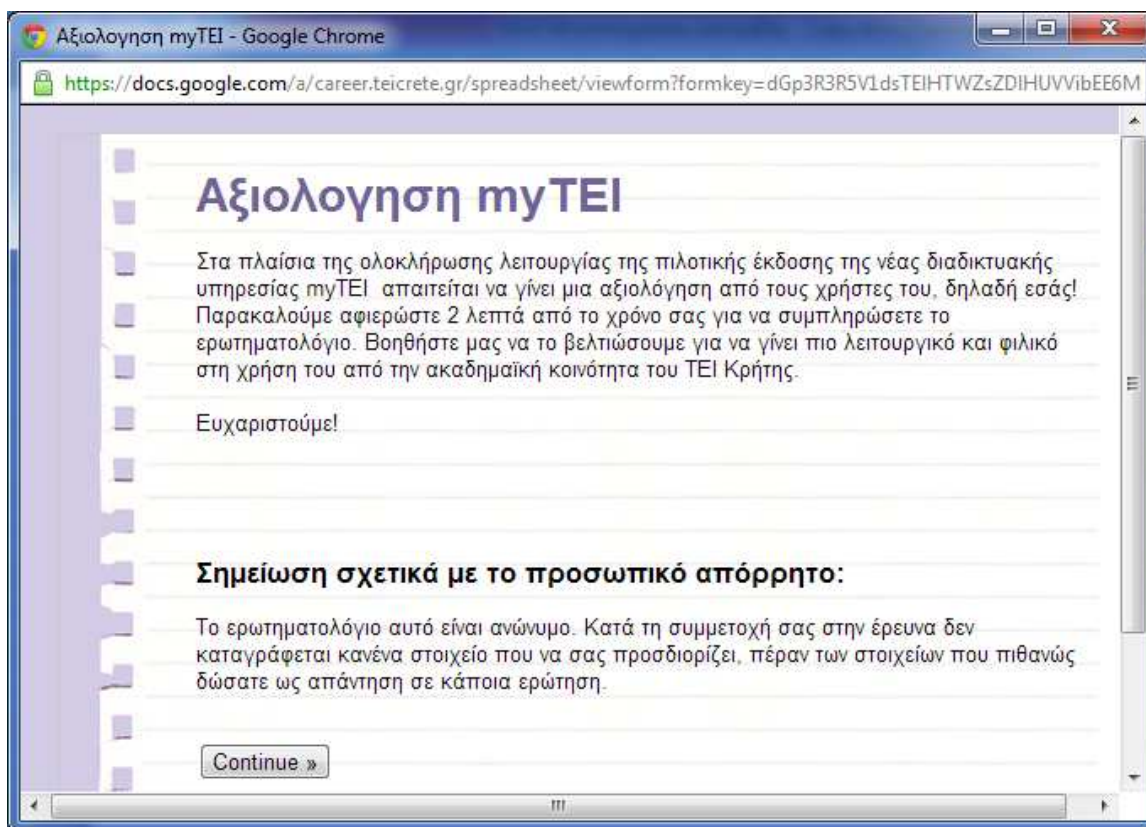 Αξιολογηση myTEI - Google Chrome
https://docs.google.com/a/career.teicrete.gr/spreadsheet/viewform?formkey=dGp3R3R5V1dsTEIHTWZsZDlHUVVibEE6M
Αξιολογηση myTEI
Στα πλαίσια της ολοκλήρωσης λειτουργίας της πιλοτικής έκδοσης της νέας διαδικτυακής
υπηρεσίας myTEI απαιτείται να γίνει μια αξιολόγηση από τους χρήστες του, δηλαδή εσάς!
Παρακαλούμε αφιερώστε 2 λεπτά από το χρόνο σας για να συμπληρώσετε το
ερωτηματολόγιο. Βοηθήστε μας να το βελτιώσουμε για να γίνει πιο λειτουργικό και φιλικό
στη χρήση του από την ακαδημαϊκή κοινότητα του ΤΕΙ Κρήτης.
Ευχαριστούμε!
Σημείωση σχετικά με το προσωπικό απόρρητο:
Το ερωτηματολόγιο αυτό είναι ανώνυμο. Κατά τη συμμετοχή σας στην έρευνα δεν
καταγράφεται κανένα στοιχείο που να σας προσδιορίζει, πέραν των στοιχείων που πιθανώς
δώσατε ως απάντηση σε κάποια ερώτηση.
Continue »